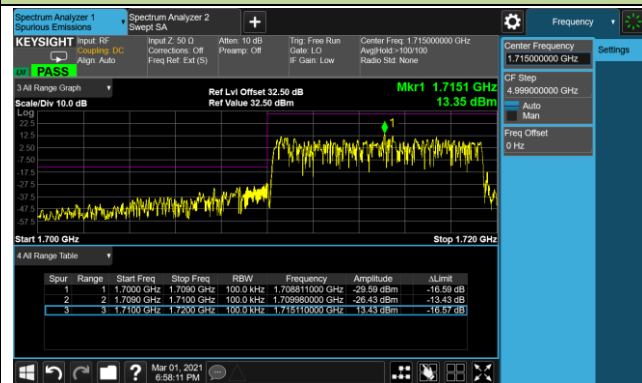 Spectrum Analyzer 1
Spurious Emissions
Spectrum Analyzer 2
Swept SA
Frequency
KEYSIGHT
Input: RF
Coupling: DC
Align: Auto
Input Z: 50 Ω
Corrections: Off
Freq Ref: Ext (S)
Atten: 10 dB
Preamp: Off
Trig: Free Run
Gate: LO
IF Gain: Low
Center Freq: 1.715000000 GHz
Avg|Hold:>100/100
Radio Std: None
PASS
Center Frequency
1.715000000 GHz
Settings
CF Step
4.999000000 GHz
Auto
Man
Freq Offset
0 Hz
3 All Range Graph
Ref Lvl Offset 32.50 dB
Mkr1 1.7151 GHz
Scale/Div 10.0 dB
Ref Value 32.50 dBm
13.35 dBm
Log
22.5
12.5
2.50
-7.50
-17.5
-27.5
-37.5
-47.5
-57.5
1
Start 1.700 GHz
Stop 1.720 GHz
4 All Range Table
Spur Range Start Freq Stop Freq RBW Frequency Amplitude ΔLimit
1 1 1.7000 GHz 1.7090 GHz 100.0 kHz 1.708811000 GHz -29.59 dBm -16.59 dB
2 2 1.7090 GHz 1.7100 GHz 100.0 kHz 1.709980000 GHz -26.43 dBm -13.43 dB
3 3 1.7100 GHz 1.7200 GHz 100.0 kHz 1.715110000 GHz 13.43 dBm -16.57 dB
Mar 01, 2021
6:58:11 PM